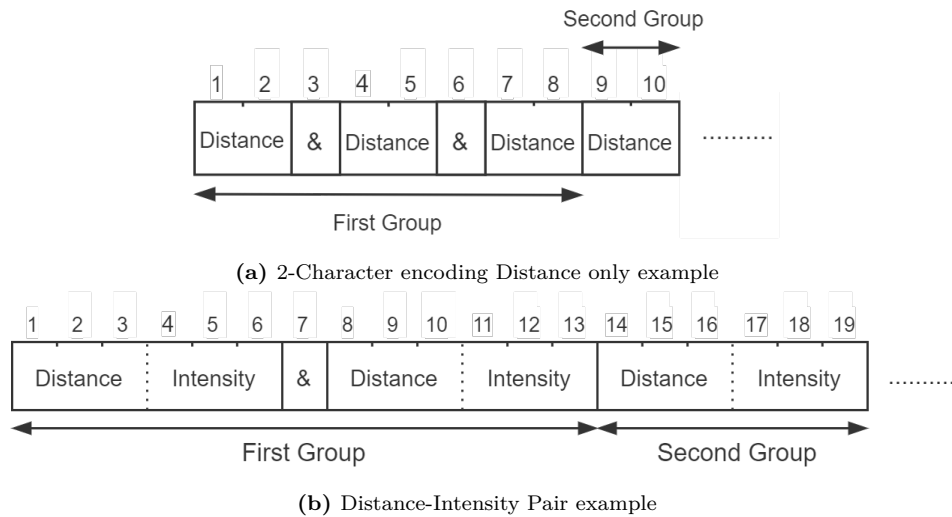 Second Group
1 2 3 4 5 6 7 8 9 10
Distance & Distance & Distance Distance ...............
First Group
(a) 2-Character encoding Distance only example
1 2 3 4 5 6 7 8 9 10 11 12 13 14 15 16 17 18 19
Distance Intensity & Distance Intensity Distance Intensity ...............
First Group Second Group
(b) Distance-Intensity Pair example